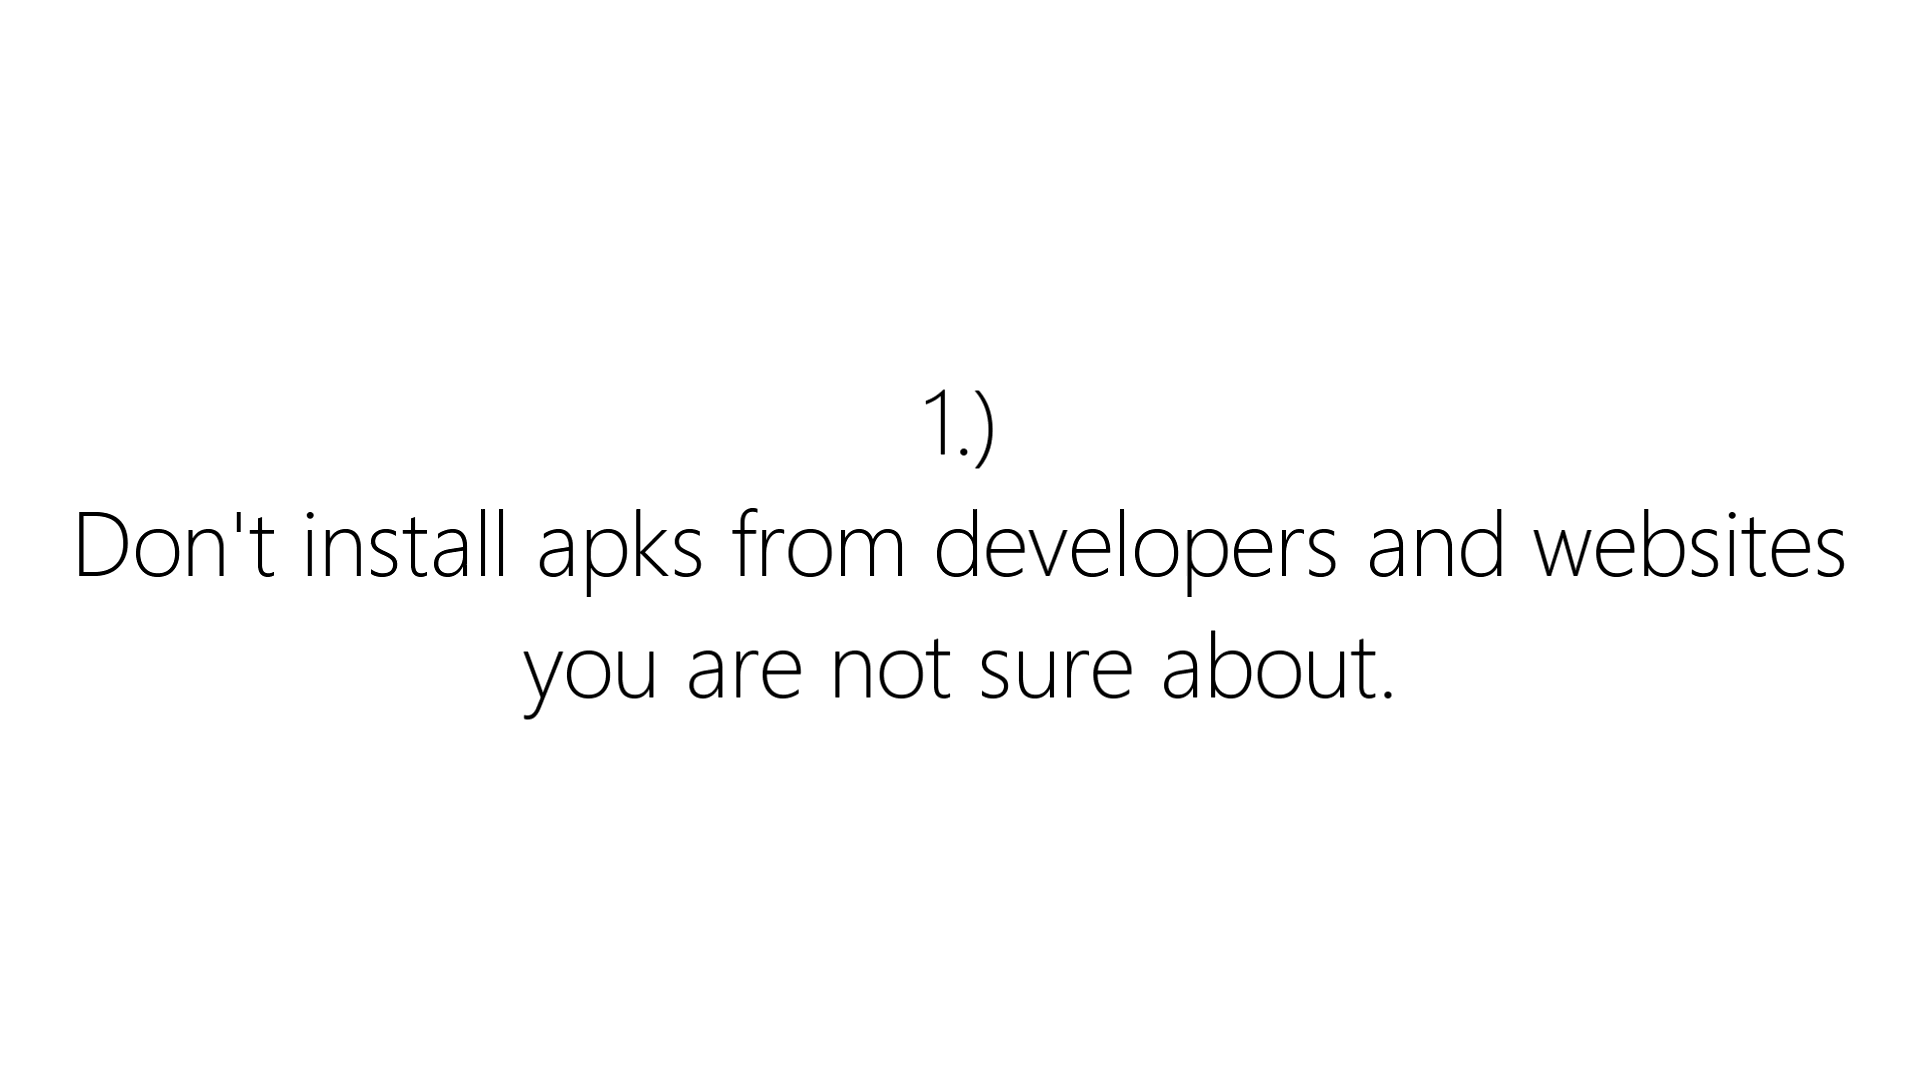 1.)
Don't install apks from developers and websites
you are not sure about.